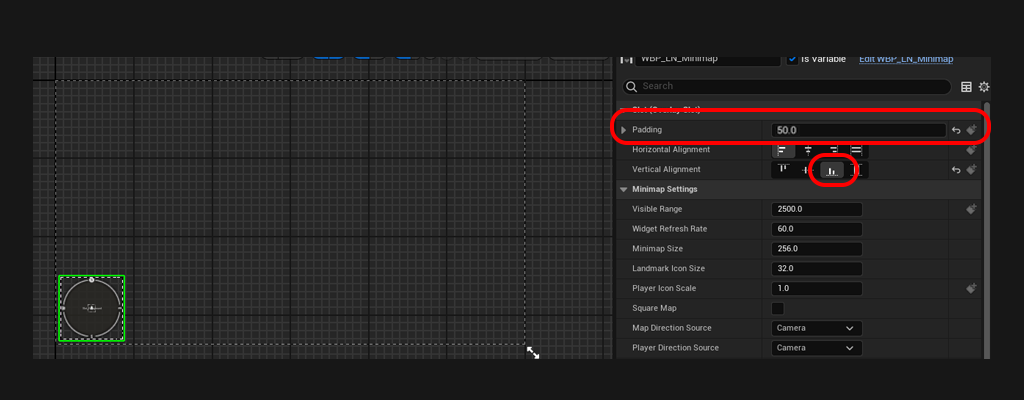 WBP_LN_Minimap Is Variable Edit WBP_LN_Minimap
Search
Slot (Overlay Slot)
Padding 50.0
Horizontal Alignment
Vertical Alignment
Minimap Settings
Visible Range 2500.0
Widget Refresh Rate 60.0
Minimap Size 256.0
Landmark Icon Size 32.0
Player Icon Scale 1.0
Square Map
Map Direction Source Camera
Player Direction Source Camera